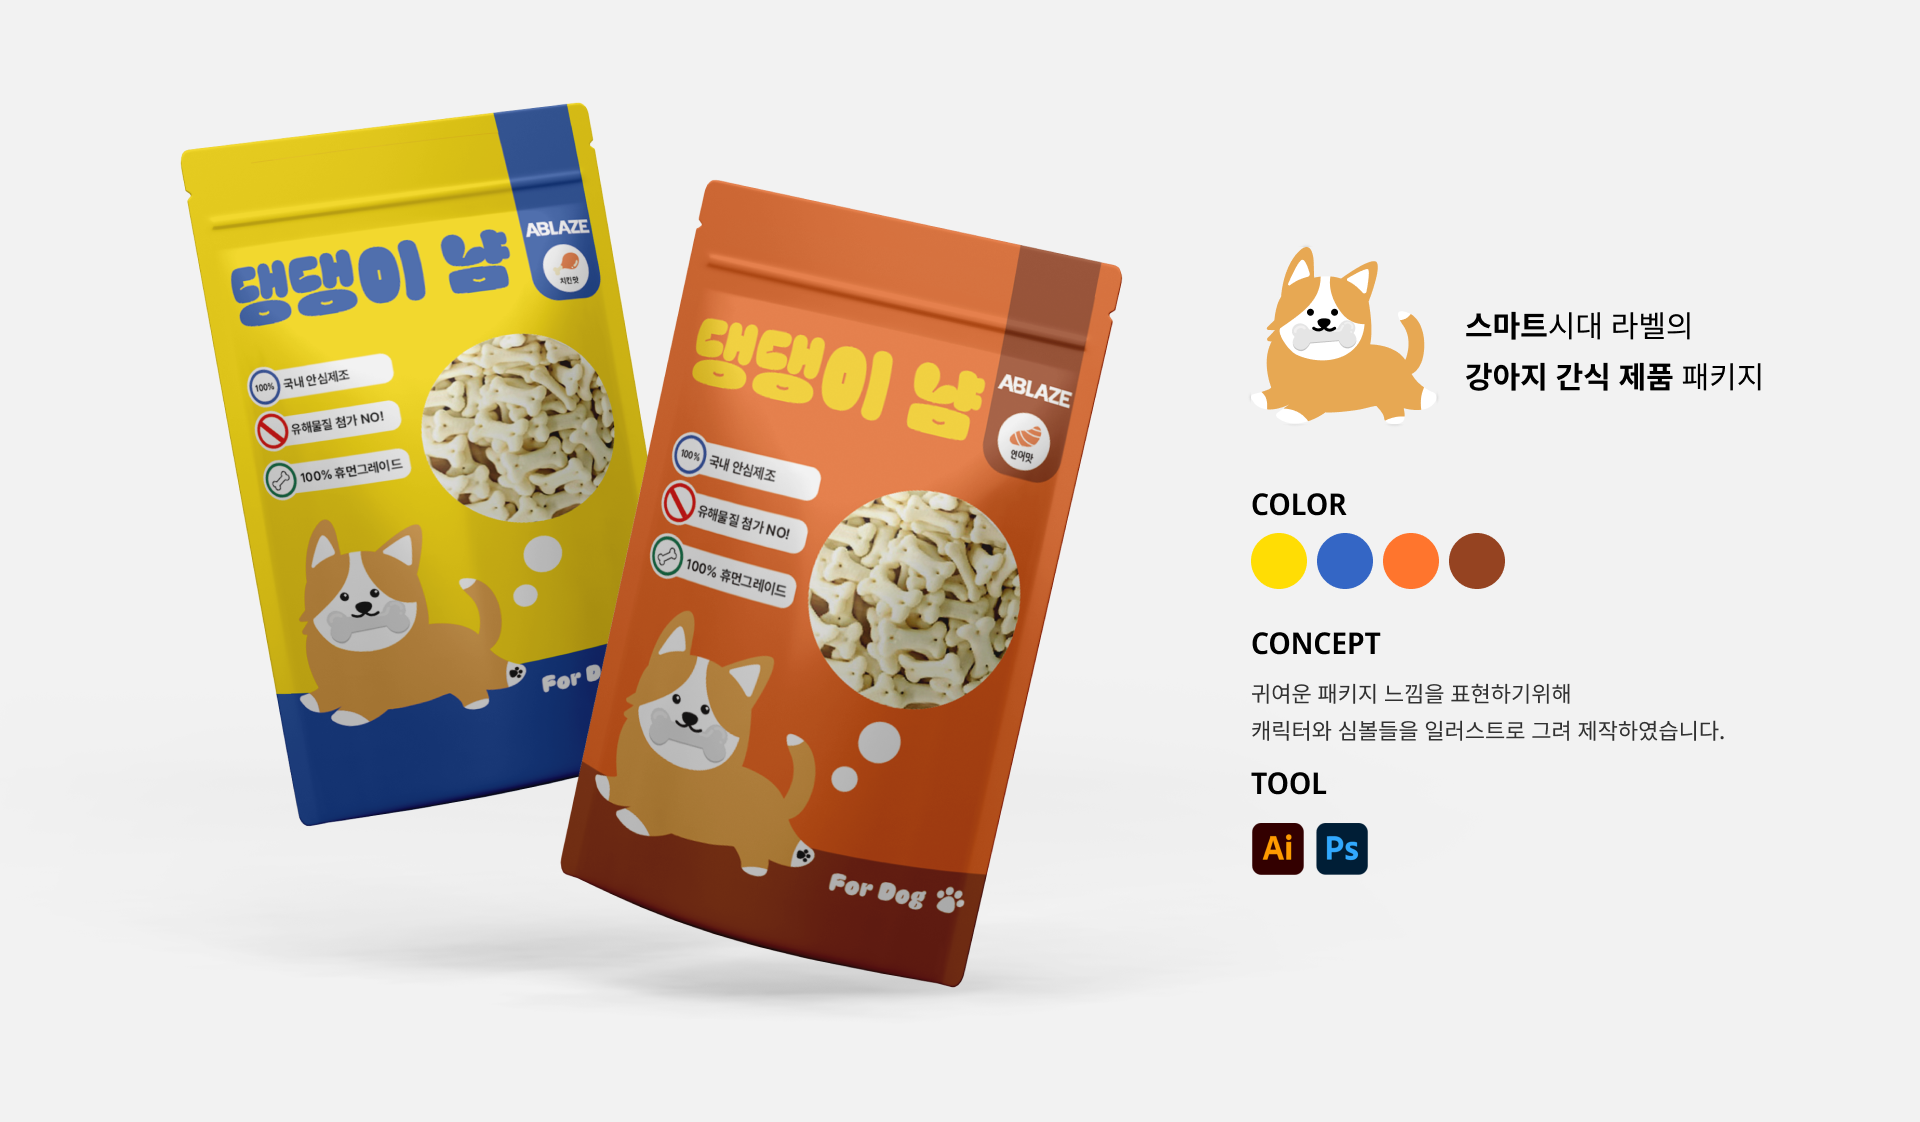 댕댕이 냠
ABLAZE
치킨맛
100% 국내 안심제조
유해물질 첨가 NO!
100% 휴먼그레이드
For D
댕댕이 냠
ABLAZE
연어맛
100% 국내 안심제조
유해물질 첨가 NO!
100% 휴먼그레이드
For Dog
스마트시대 라벨의
강아지 간식 제품 패키지
COLOR
CONCEPT
귀여운 패키지 느낌을 표현하기위해
캐릭터와 심볼들을 일러스트로 그려 제작하였습니다.
TOOL
Ai Ps